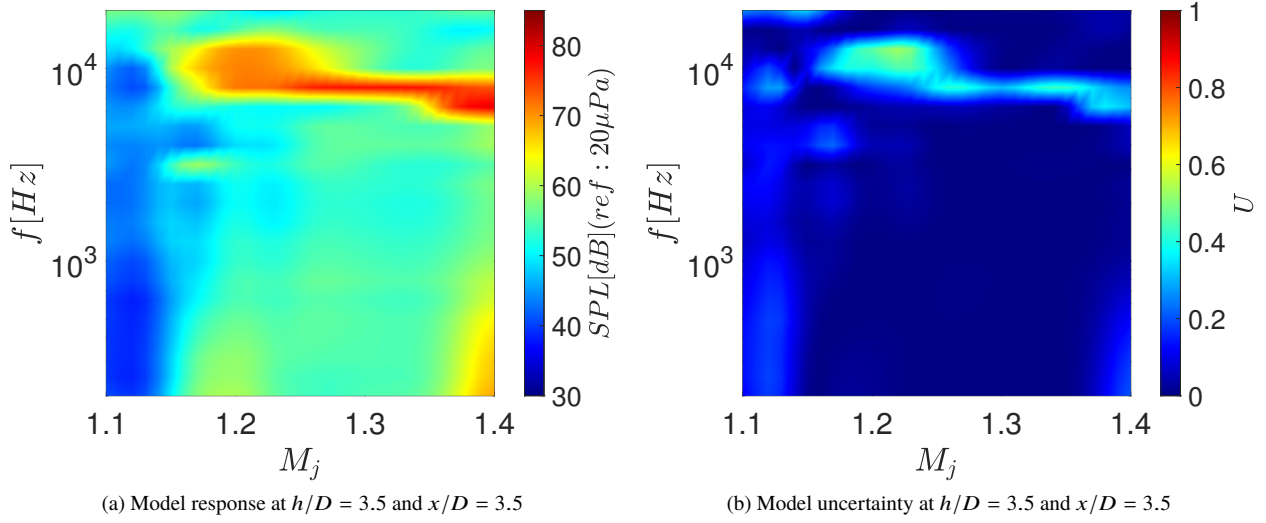 10^4
10^3
f[Hz]
1.1 1.2 1.3 1.4
M_j
80
70
60
50
40
30
SPL[dB](ref : 20μPa)
(a) Model response at h/D = 3.5 and x/D = 3.5
10^4
10^3
f[Hz]
1.1 1.2 1.3 1.4
M_j
1
0.8
0.6
0.4
0.2
0
U
(b) Model uncertainty at h/D = 3.5 and x/D = 3.5